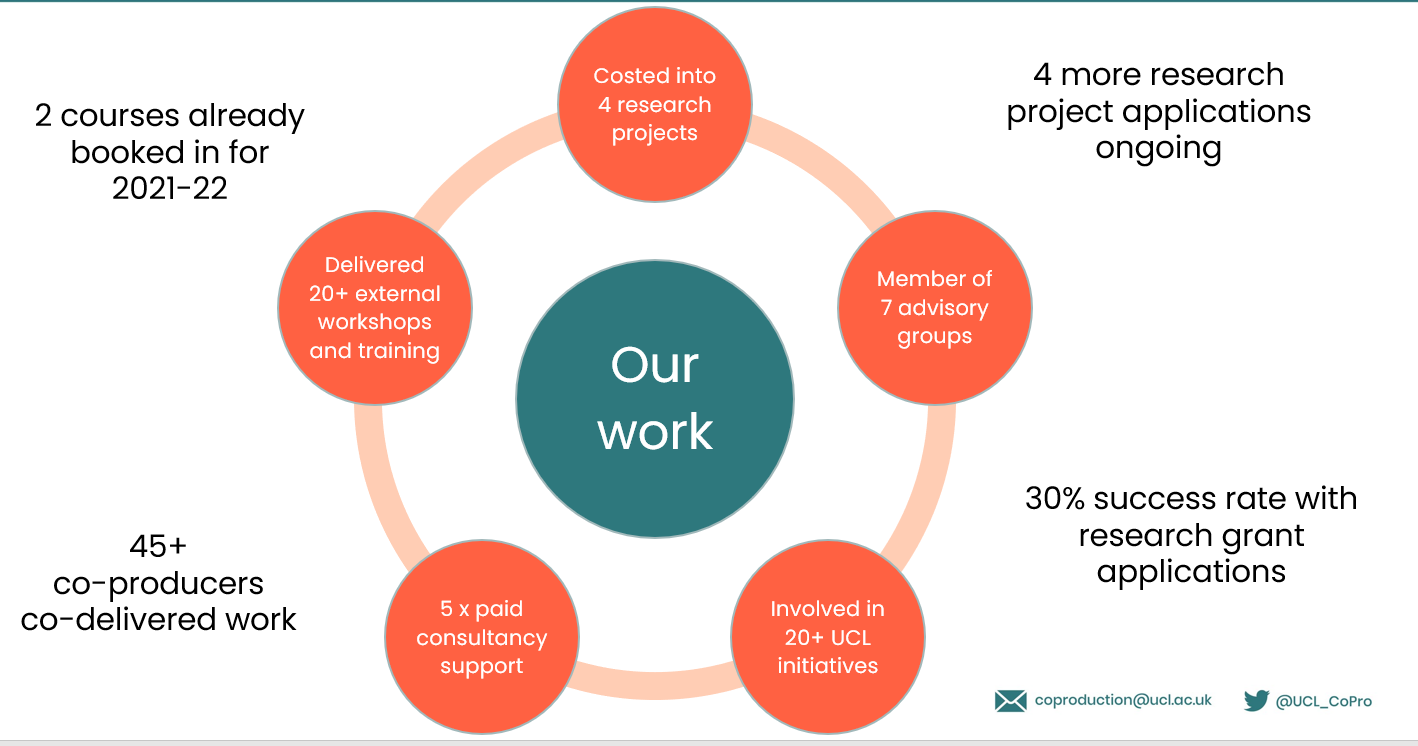 Costed into
4 research
projects
4 more research
project applications
ongoing
2 courses already
booked in for
2021-22
Delivered
20+ external
workshops
and training
Member of
7 advisory
groups
Our
work
30% success rate with
research grant
applications
45+
co-producers
co-delivered work
5 x paid
consultancy
support
Involved in
20+ UCL
initiatives
coproduction@ucl.ac.uk
@UCL_CoPro